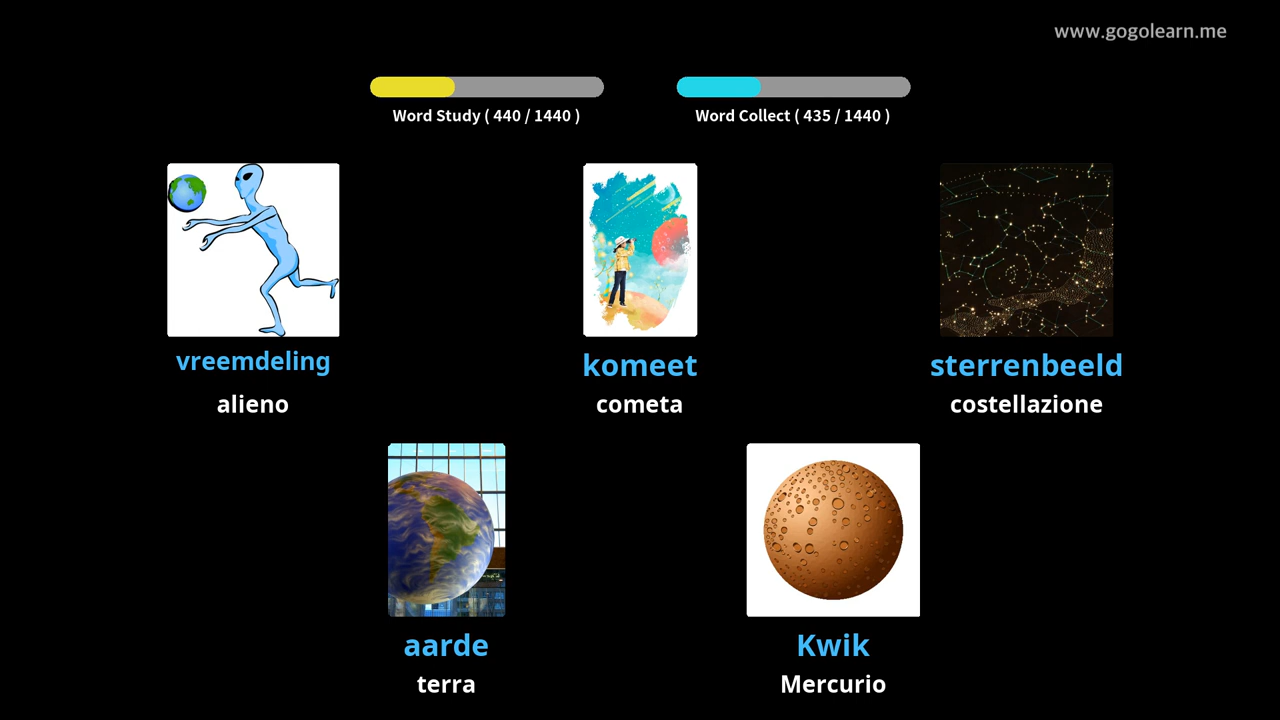 www.gogolearn.me
Word Study ( 440 / 1440 )
Word Collect ( 435 / 1440 )
vreemdeling
komeet
sterrenbeeld
alieno
cometa
costellazione
aarde
Kwik
terra
Mercurio